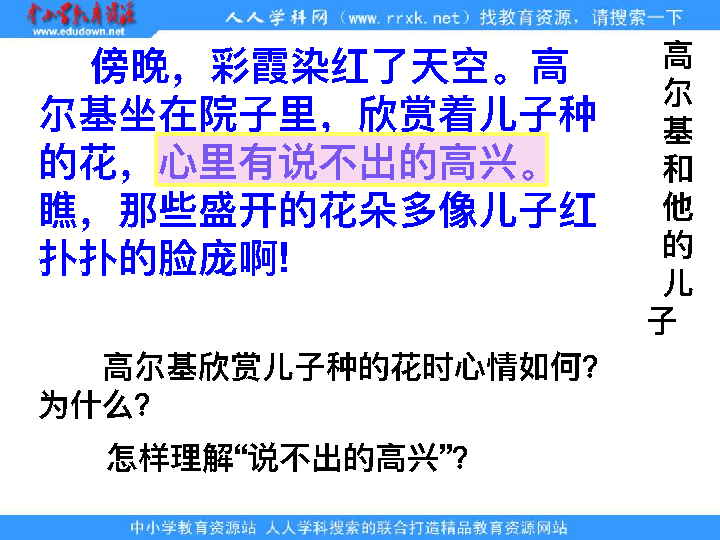 中小学教育资源
www.edudown.net
人人学科网（www.rrxk.net）找教育资源，请搜索一下
傍晚，彩霞染红了天空。高
尔基坐在院子里，欣赏着儿子种
的花，心里有说不出的高兴。
瞧，那些盛开的花朵多像儿子红
扑扑的脸庞啊!
高尔基和他的儿子
高尔基欣赏儿子种的花时心情如何?
为什么?
怎样理解“说不出的高兴”?
中小学教育资源站 人人学科搜索的联合打造精品教育资源网站